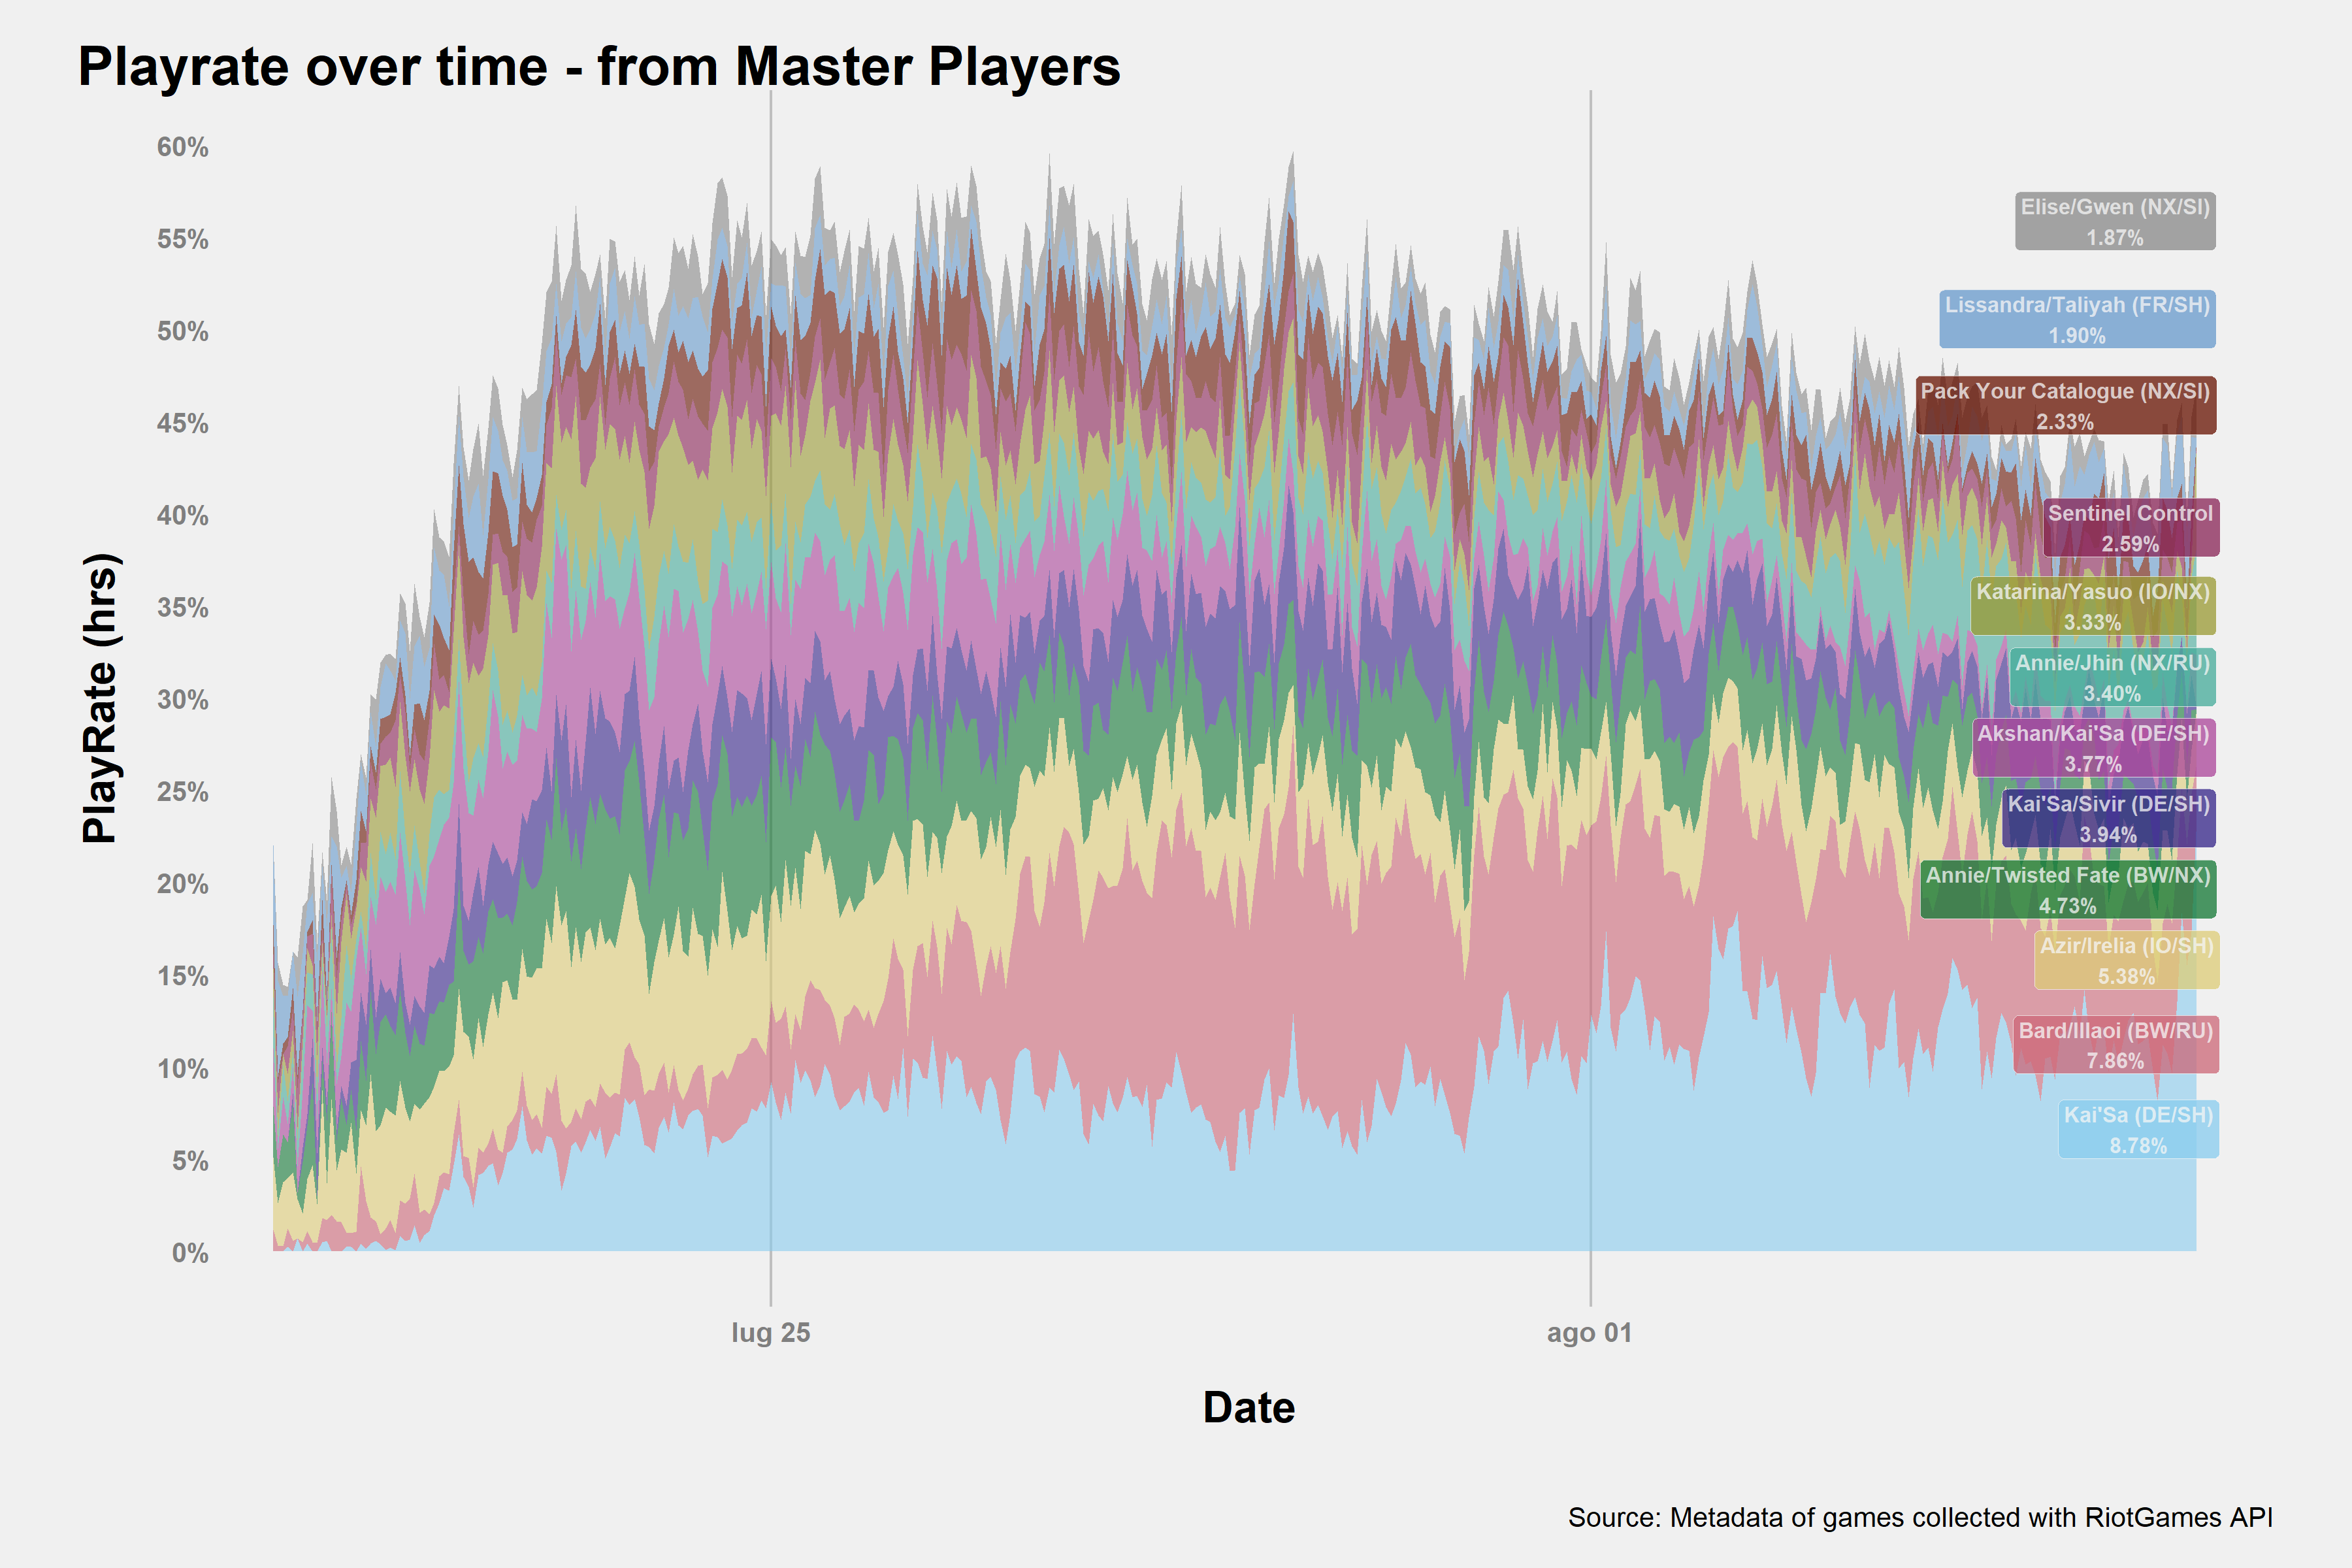 Playrate over time - from Master Players
60%
55%
50%
45%
40%
35%
30%
25%
20%
15%
10%
5%
0%
PlayRate (hrs)
Elise/Gwen (NX/SI)
1.87%
Lissandra/Taliyah (FR/SH)
1.90%
Pack Your Catalogue (NX/SI)
2.33%
Sentinel Control
2.59%
Katarina/Yasuo (IO/NX)
3.33%
Annie/Jhin (NX/RU)
3.40%
Akshan/Kai'Sa (DE/SH)
3.77%
Kai'Sa/Sivir (DE/SH)
3.94%
Annie/Twisted Fate (BW/NX)
4.73%
Azir/Irelia (IO/SH)
5.38%
Bard/Illaoi (BW/RU)
7.86%
Kai'Sa (DE/SH)
8.78%
lug 25
ago 01
Date
Source: Metadata of games collected with RiotGames API